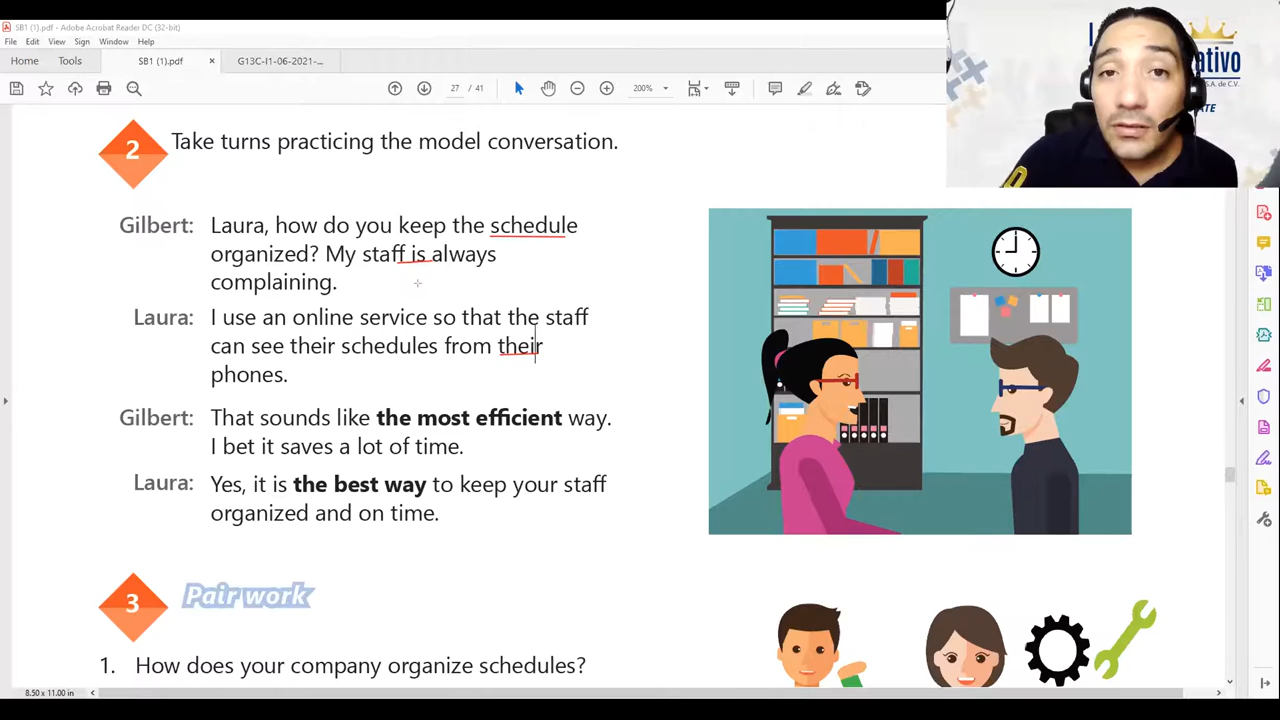 SB1 (1).pdf - Adobe Acrobat Reader DC (32-bit)
File Edit View Sign Window Help
Home Tools SB1 (1).pdf × G13C-I1-06-2021-...
27 / 41 200%
ativo
S.A. de C.V.
2 Take turns practicing the model conversation.
Gilbert: Laura, how do you keep the schedule
organized? My staff is always
complaining.
Laura: I use an online service so that the staff
can see their schedules from their
phones.
Gilbert: That sounds like the most efficient way.
I bet it saves a lot of time.
Laura: Yes, it is the best way to keep your staff
organized and on time.
3 Pair work
1. How does your company organize schedules?
8.50 x 11.00 in